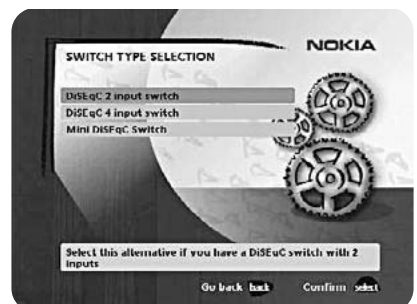 NOKIA
SWITCH TYPE SELECTION
DiSEqC 2 input switch
DiSEqC 4 input switch
Mini DiSEqC Switch
Select this alternative if you have a DiSEqC switch with 2
inputs
Go back back Confirm select